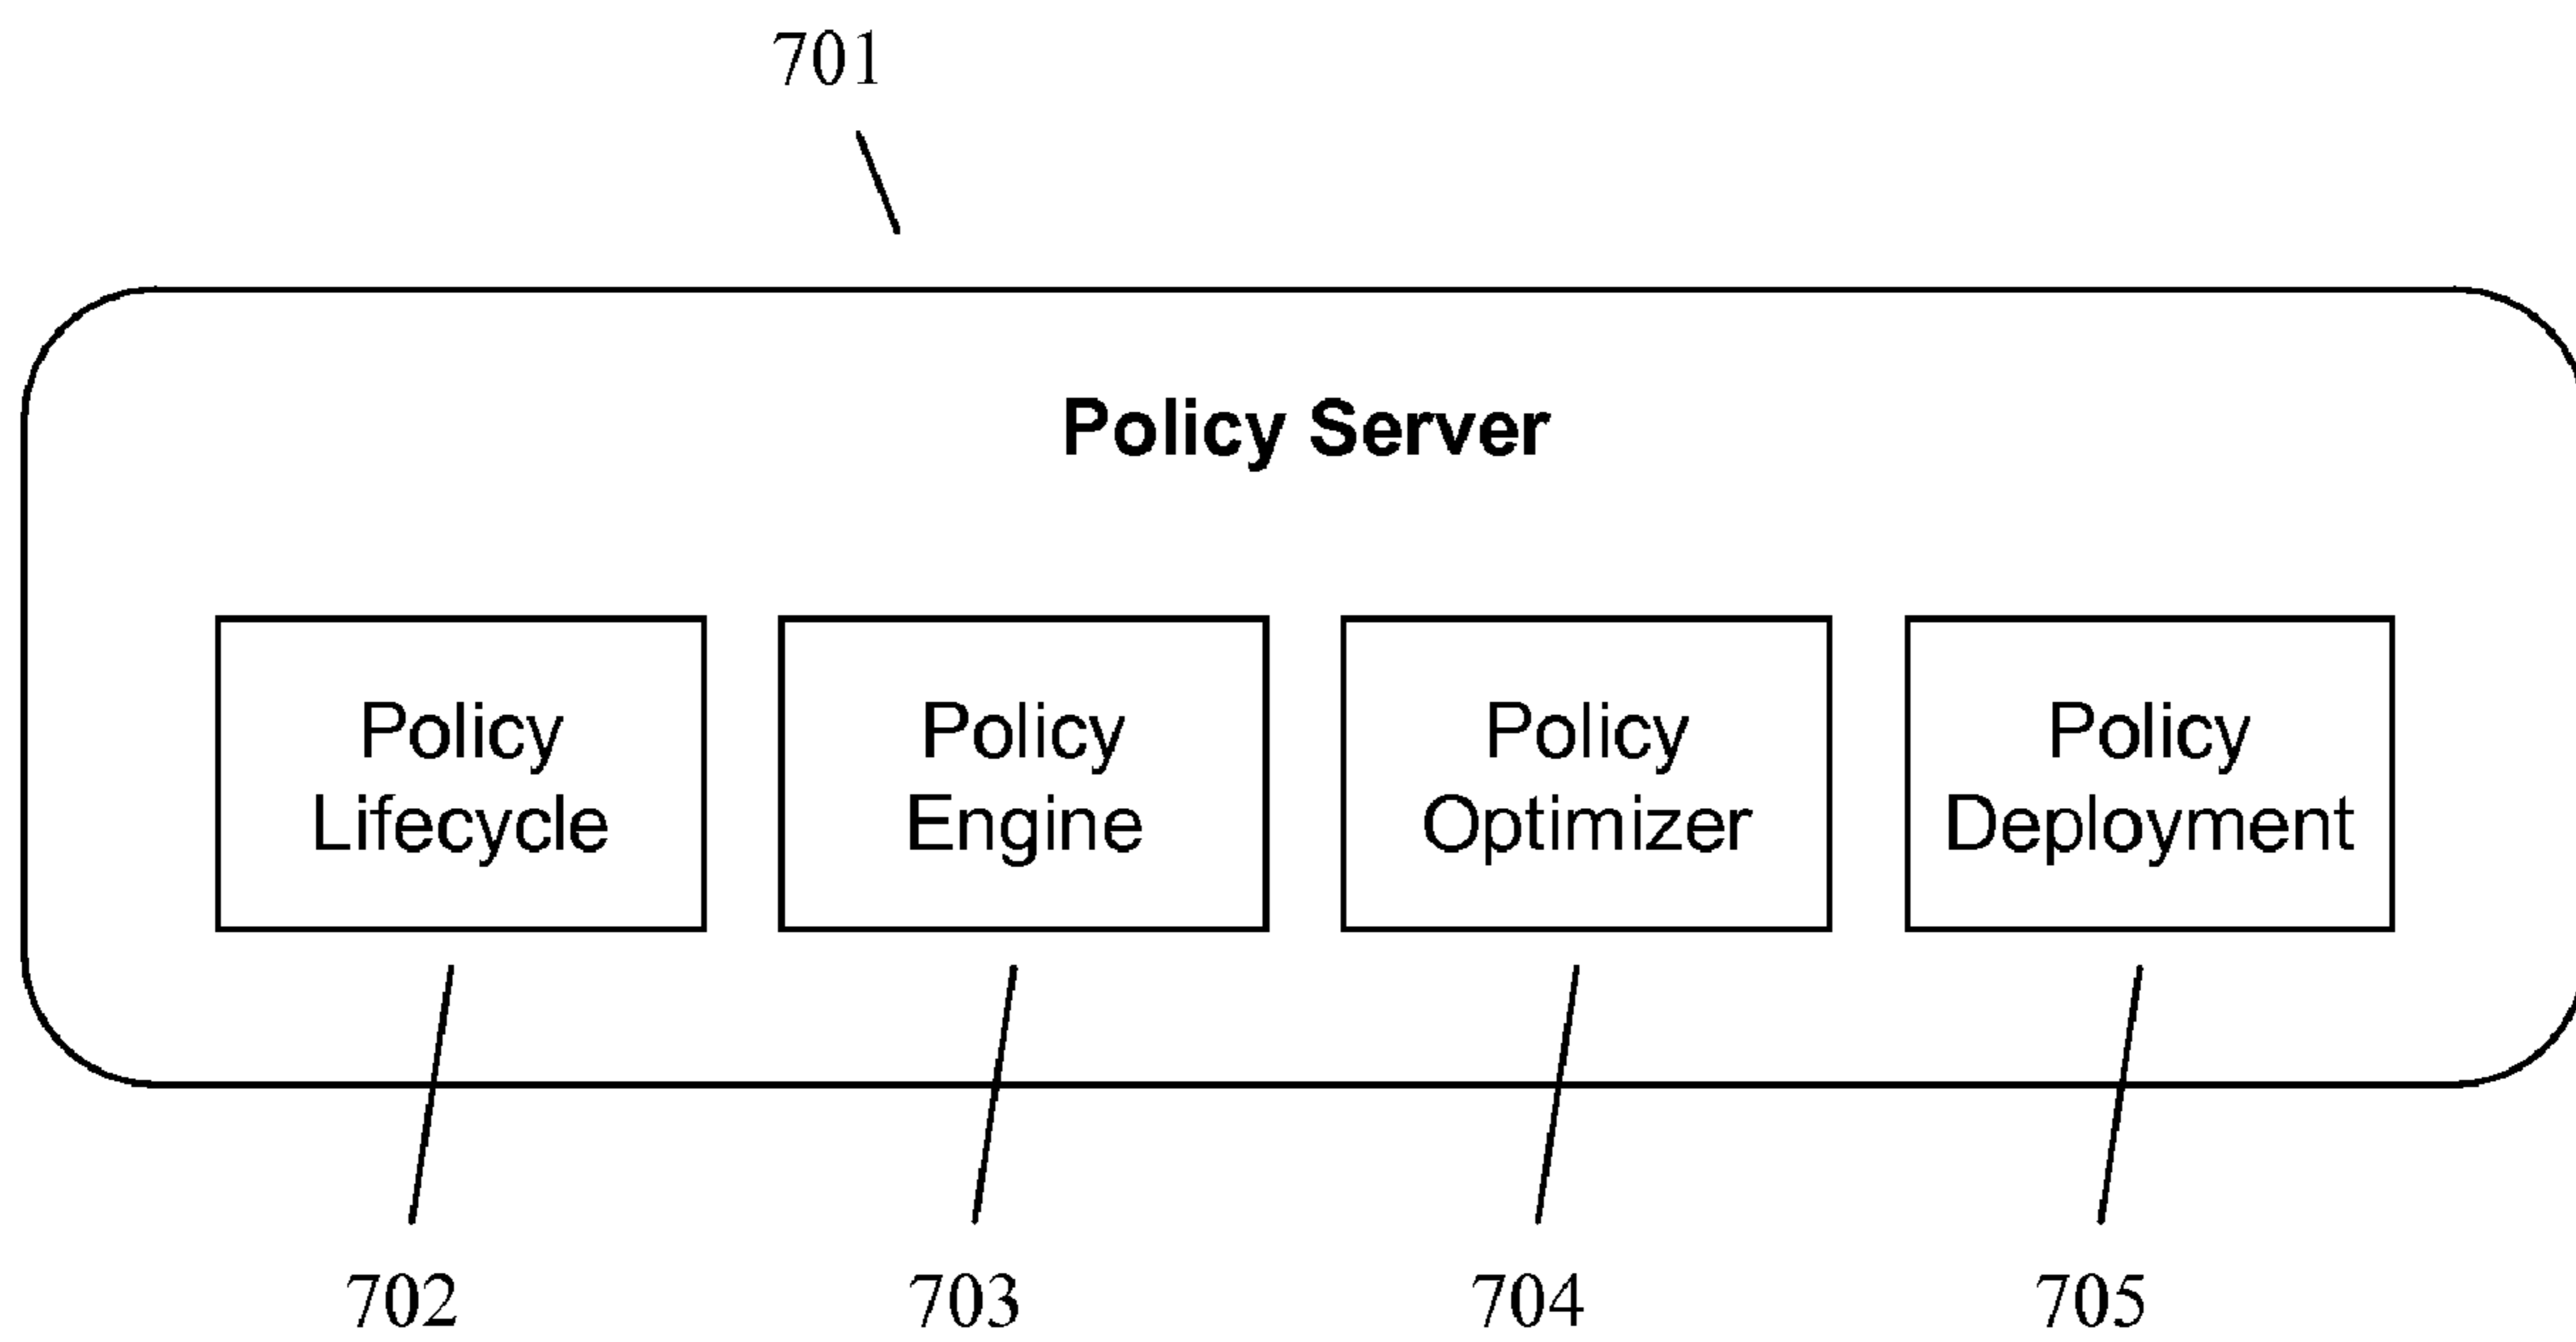 701
Policy Server
Policy
Lifecycle
Policy
Engine
Policy
Optimizer
Policy
Deployment
702
703
704
705